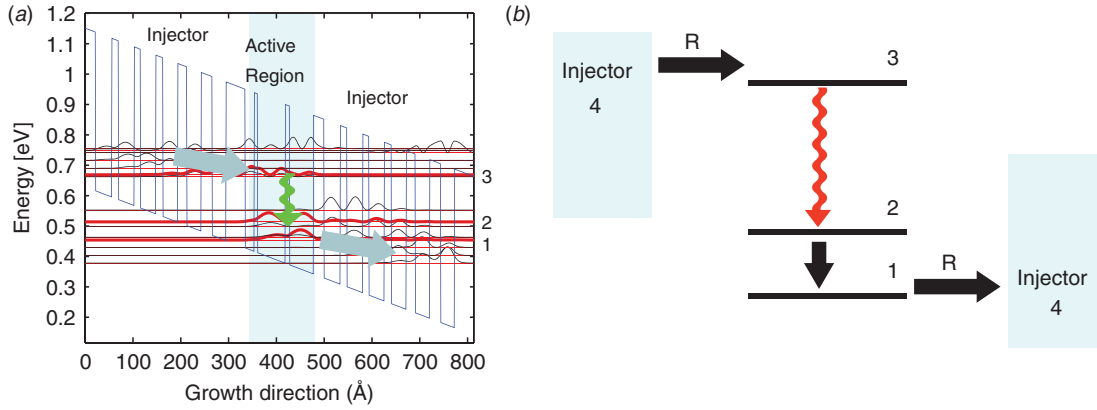 (a)
1.2
1.1
1
0.9
0.8
0.7
0.6
0.5
0.4
0.3
0.2
Energy [eV]
Injector
Active
Region
Injector
3
2
1
0 100 200 300 400 500 600 700 800
Growth direction (Å)
(b)
Injector
4
R
3
2
1
R
Injector
4